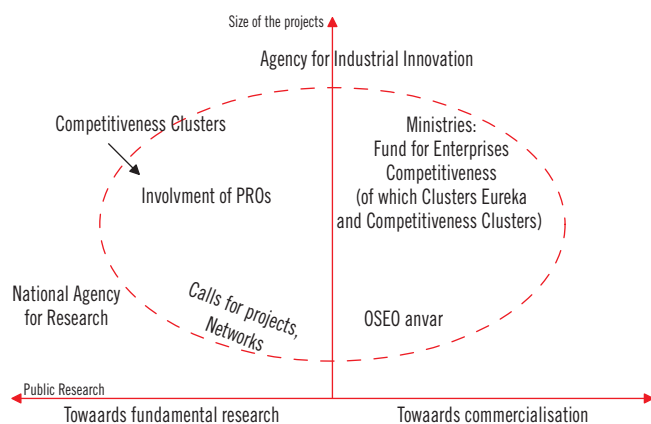 Size of the projects
Agency for Industrial Innovation
Competitiveness Clusters
Ministries:
Fund for Enterprises
Competitiveness
(of which Clusters Eureka
and Competitiveness Clusters)
Involvment of PROs
National Agency
for Research
Calls for projects,
Networks
OSEO anvar
Public Research
Towaards fundamental research
Towaards commercialisation